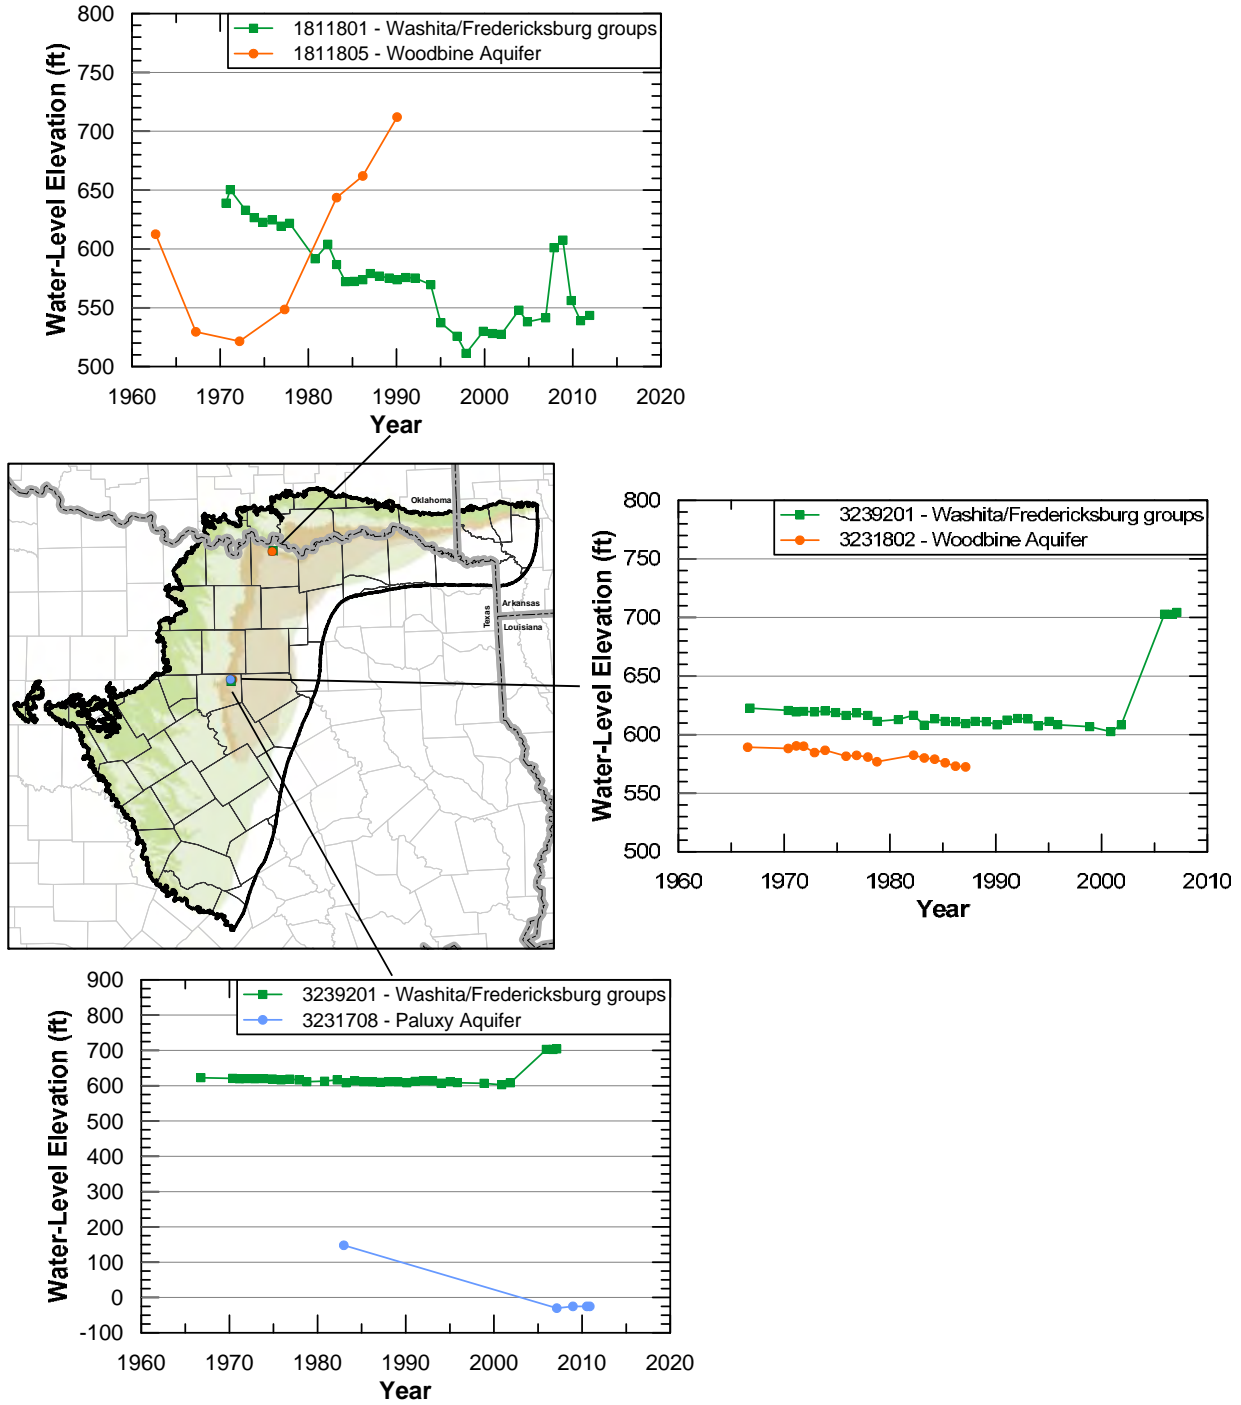 800
750
700
650
600
550
500
Water-Level Elevation (ft)
1811801 - Washita/Fredericksburg groups
1811805 - Woodbine Aquifer
1960 1970 1980 1990 2000 2010 2020
Year
Oklahoma
Texas
Arkansas
Louisiana
800
750
700
650
600
550
500
Water-Level Elevation (ft)
3239201 - Washita/Fredericksburg groups
3231802 - Woodbine Aquifer
1960 1970 1980 1990 2000 2010
Year
900
800
700
600
500
400
300
200
100
0
-100
Water-Level Elevation (ft)
3239201 - Washita/Fredericksburg groups
3231708 - Paluxy Aquifer
1960 1970 1980 1990 2000 2010 2020
Year